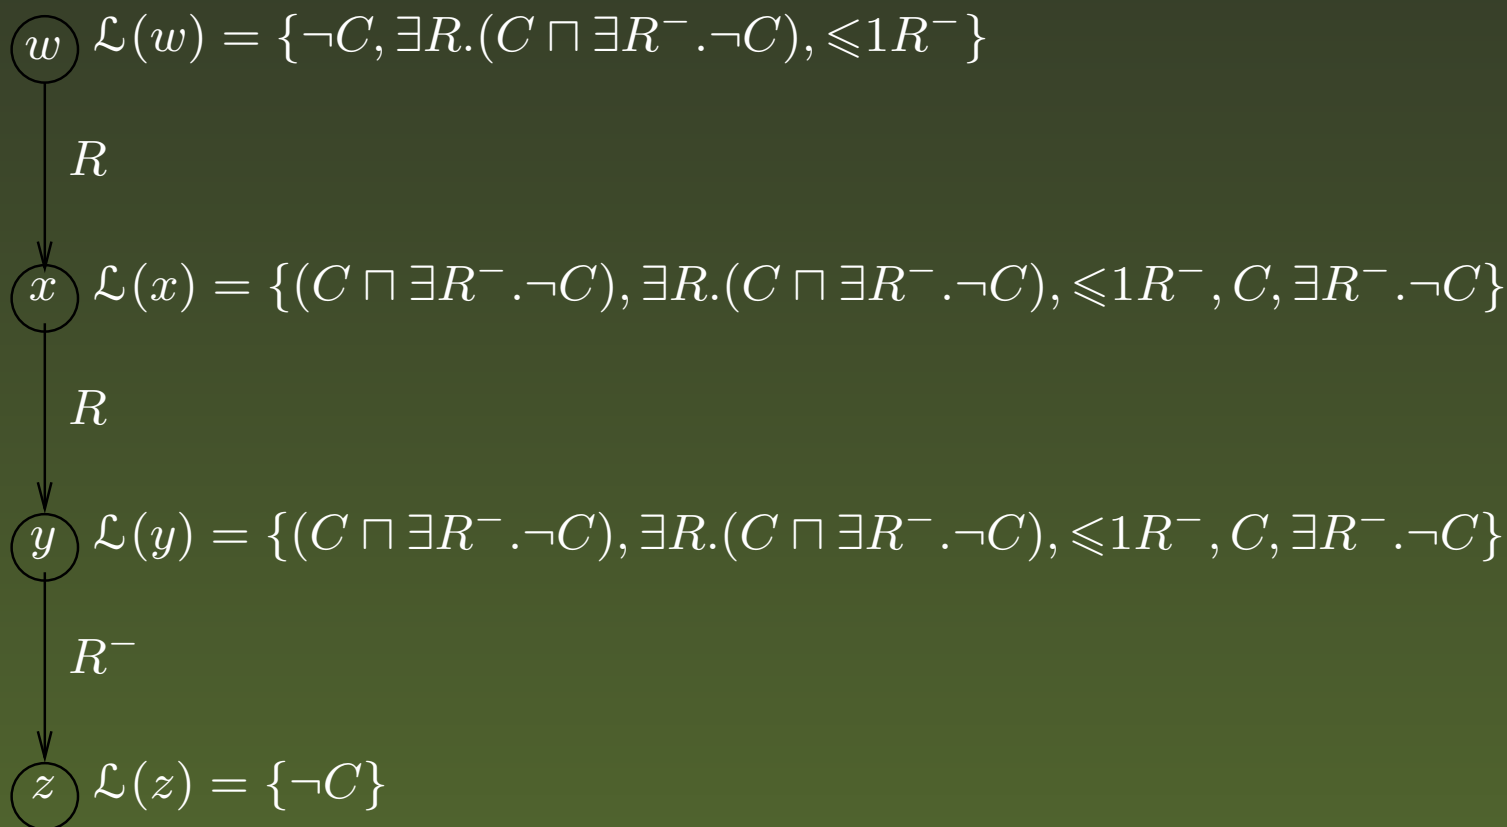 w ℒ(w) = {¬C, ∃R.(C ⊓ ∃R⁻.¬C), ⩽1R⁻}
R
x ℒ(x) = {(C ⊓ ∃R⁻.¬C), ∃R.(C ⊓ ∃R⁻.¬C), ⩽1R⁻, C, ∃R⁻.¬C}
R
y ℒ(y) = {(C ⊓ ∃R⁻.¬C), ∃R.(C ⊓ ∃R⁻.¬C), ⩽1R⁻, C, ∃R⁻.¬C}
R⁻
z ℒ(z) = {¬C}